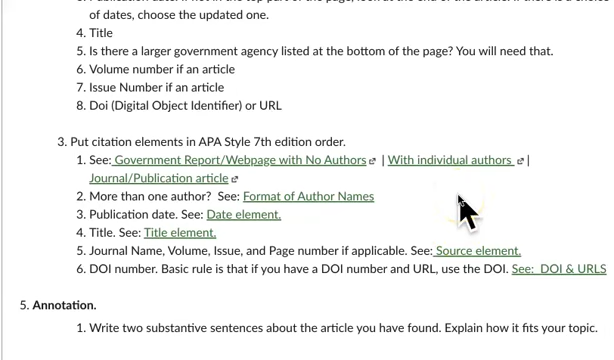 of dates, choose the updated one.
4. Title
5. Is there a larger government agency listed at the bottom of the page? You will need that.
6. Volume number if an article
7. Issue Number if an article
8. Doi (Digital Object Identifier) or URL
3. Put citation elements in APA Style 7th edition order.
1. See: Government Report/Webpage with No Authors | With individual authors |
Journal/Publication article
2. More than one author? See: Format of Author Names
3. Publication date. See: Date element.
4. Title. See: Title element.
5. Journal Name, Volume, Issue, and Page number if applicable. See: Source element.
6. DOI number. Basic rule is that if you have a DOI number and URL, use the DOI. See: DOI & URLS
5. Annotation.
1. Write two substantive sentences about the article you have found. Explain how it fits your topic.